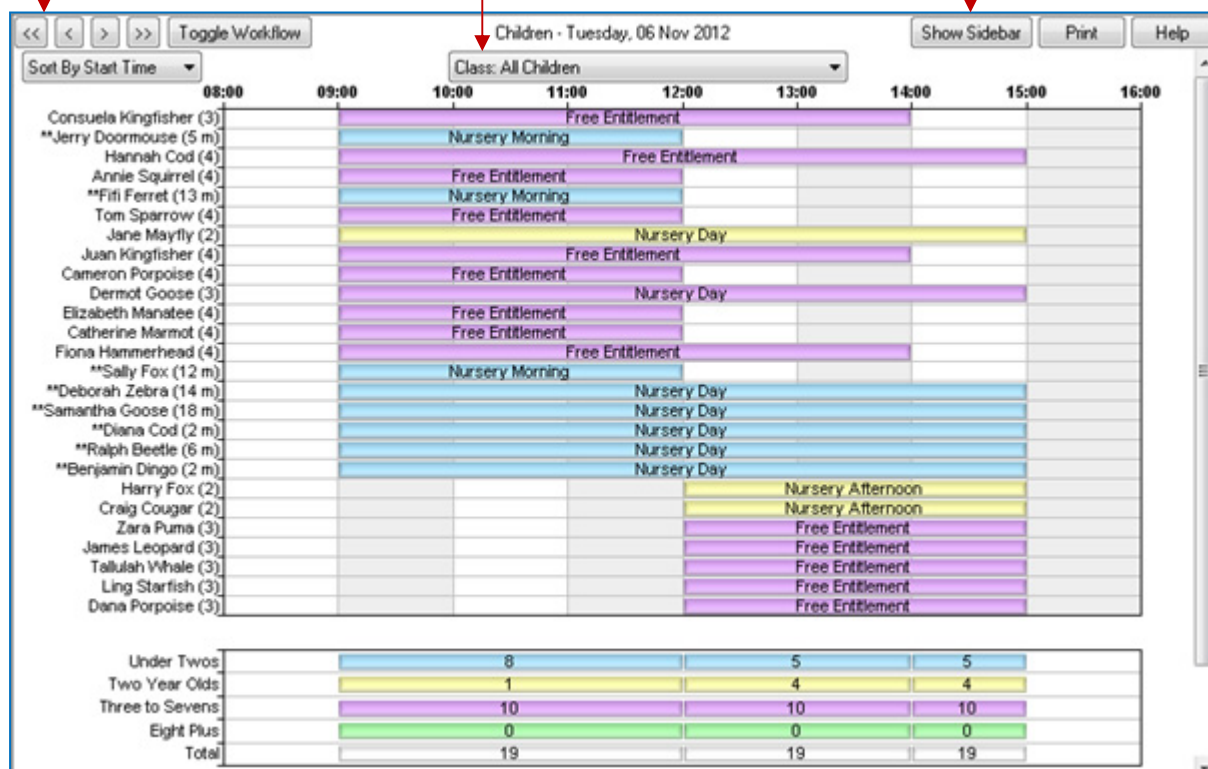 << < > >> Toggle Workflow Children - Tuesday, 06 Nov 2012 Show Sidebar Print Help
Sort By Start Time Class: All Children
08:00 09:00 10:00 11:00 12:00 13:00 14:00 15:00 16:00
Consuela Kingfisher (3) Free Entitlement
**Jerry Doormouse (5 m) Nursery Morning
Hannah Cod (4) Free Entitlement
Annie Squirrel (4) Free Entitlement
**Fifi Ferret (13 m) Nursery Morning
Tom Sparrow (4) Free Entitlement
Jane Mayfly (2) Nursery Day
Juan Kingfisher (4) Free Entitlement
Cameron Porpoise (4) Free Entitlement
Dermot Goose (3) Nursery Day
Elizabeth Manatee (4) Free Entitlement
Catherine Marmot (4) Free Entitlement
Fiona Hammerhead (4) Free Entitlement
**Sally Fox (12 m) Nursery Morning
**Deborah Zebra (14 m) Nursery Day
**Samantha Goose (18 m) Nursery Day
**Diana Cod (2 m) Nursery Day
**Ralph Beetle (6 m) Nursery Day
**Benjamin Dingo (2 m) Nursery Day
Harry Fox (2) Nursery Afternoon
Craig Cougar (2) Nursery Afternoon
Zara Puma (3) Free Entitlement
James Leopard (3) Free Entitlement
Tallulah Whale (3) Free Entitlement
Ling Starfish (3) Free Entitlement
Dana Porpoise (3) Free Entitlement
Under Twos 8 5 5
Two Year Olds 1 4 4
Three to Sevens 10 10 10
Eight Plus 0 0 0
Total 19 19 19